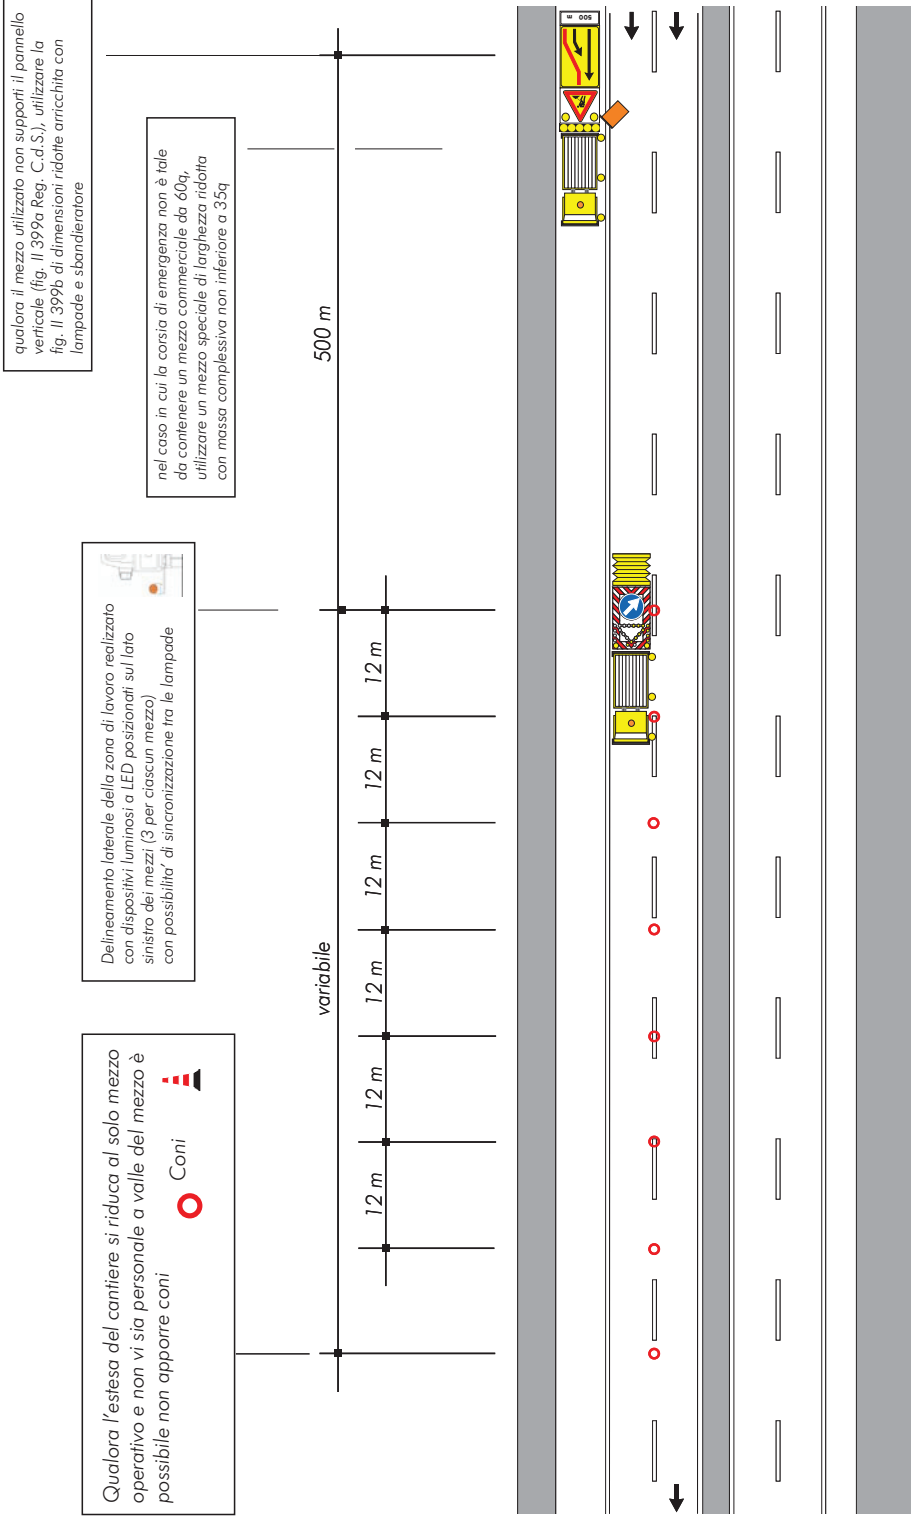 qualora il mezzo utilizzato non supporti il pannello
verticale (fig. II 399a Reg. C.d.S.), utilizzare la
fig. II 399b di dimensioni ridotte arricchita con
lampade e sbandieratore
nel caso in cui la corsia di emergenza non è tale
da contenere un mezzo commerciale da 60q,
utilizzare un mezzo speciale di larghezza ridotta
con massa complessiva non inferiore a 35q
Delineamento laterale della zona di lavoro realizzato
con dispositivi luminosi a LED posizionati sul lato
sinistro dei mezzi (3 per ciascun mezzo)
con possibilita' di sincronizzazione tra le lampade
Qualora l'estesa del cantiere si riduca al solo mezzo
operativo e non vi sia personale a valle del mezzo è
possibile non apporre coni
Coni
500 m
variabile
12 m
12 m
12 m
12 m
12 m
12 m
500 m